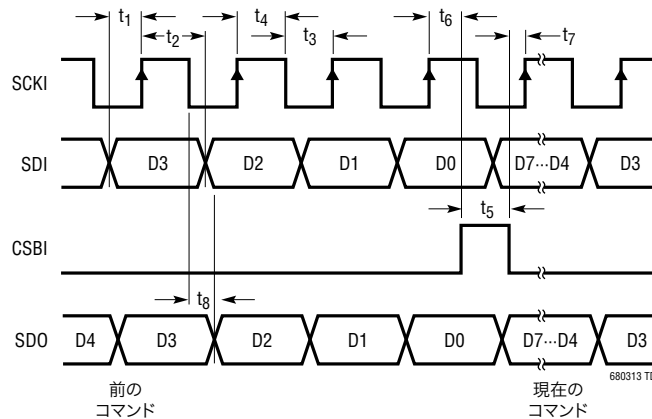 t1 t4 t6
t2 t3 t7
SCKI
SDI D3 D2 D1 D0 D7···D4 D3
t5
CSBI
t8
SDO D4 D3 D2 D1 D0 D7···D4 D3
680313 TD
前の
コマンド
現在の
コマンド